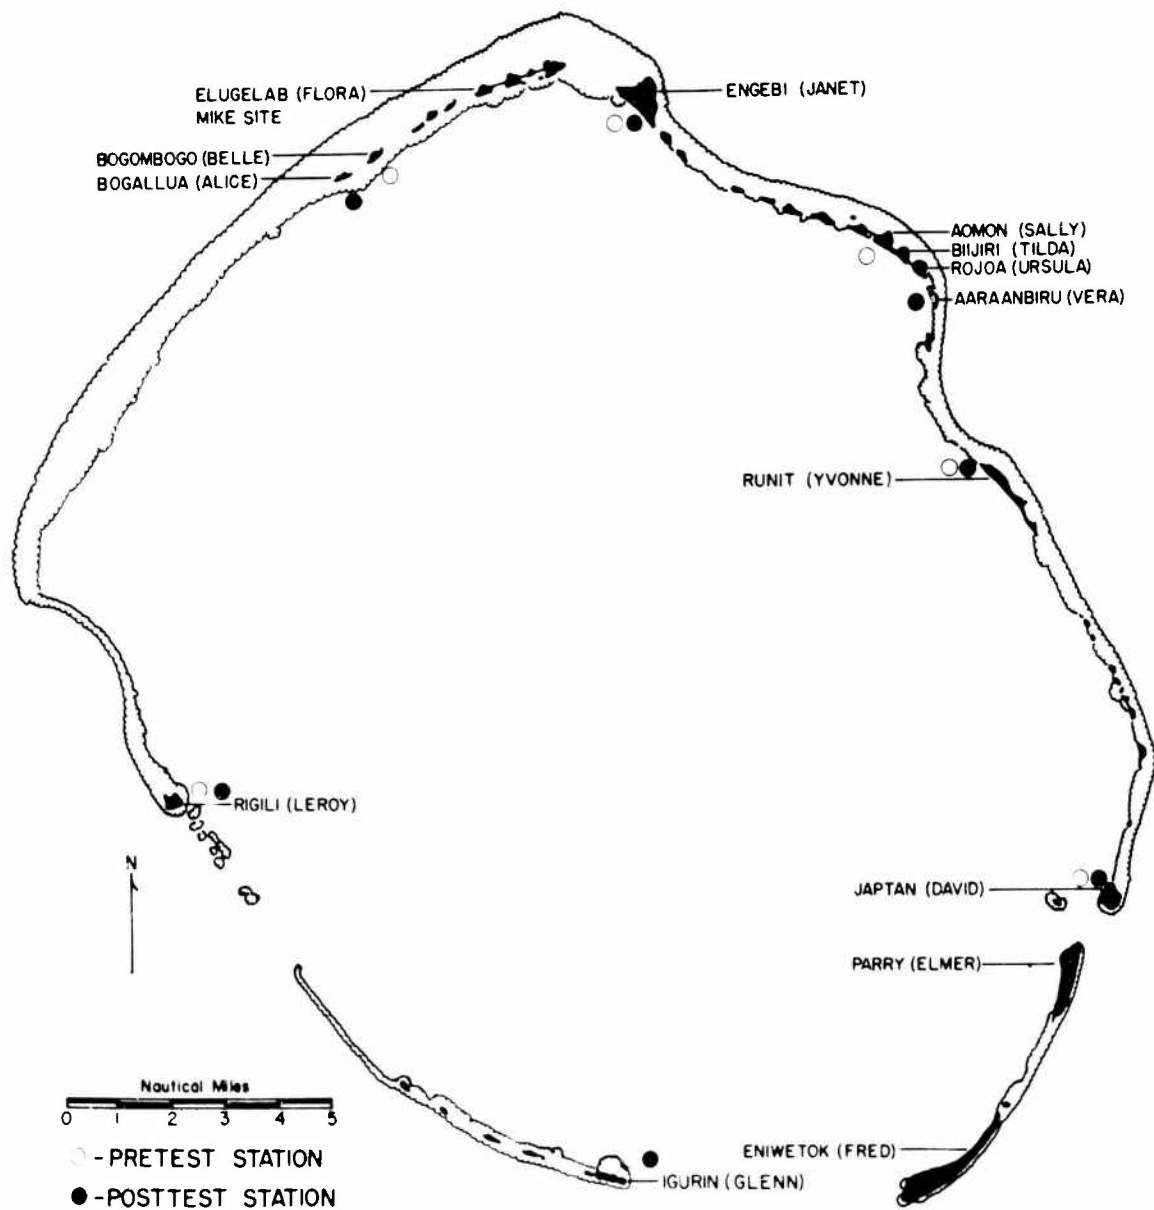 ELUGELAB (FLORA)
MIKE SITE
ENGEBI (JANET)
BOGOMBOGO (BELLE)
BOGALLUA (ALICE)
AOMON (SALLY)
BIIJIRI (TILDA)
ROJOA (URSULA)
AARAANBIRU (VERA)
RUNIT (YVONNE)
RIGILI (LEROY)
N
JAPTAN (DAVID)
PARRY (ELMER)
Nautical Miles
0 1 2 3 4 5
ENIWETOK (FRED)
- PRETEST STATION
IGURIN (GLENN)
- POSTTEST STATION